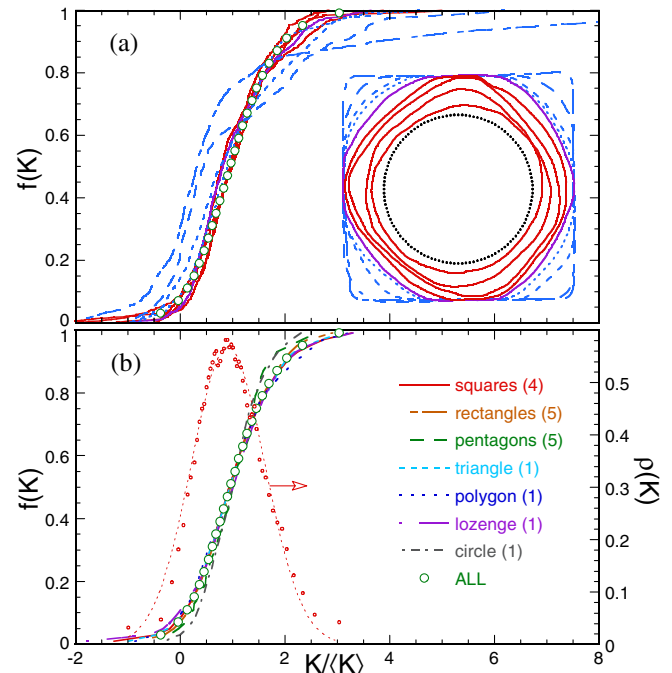 (a)
f(K)
1
0.8
0.6
0.4
0.2
0
(b)
f(K)
1
0.8
0.6
0.4
0.2
0
squares (4)
rectangles (5)
pentagons (5)
triangle (1)
polygon (1)
lozenge (1)
circle (1)
ALL
0.5
0.4
0.3
0.2
0.1
0
ρ(K)
-2 0 2 4 6 8
K/⟨K⟩